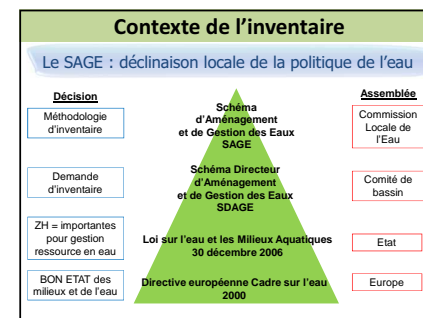 Contexte de l'inventaire
Le SAGE : déclinaison locale de la politique de l'eau
Décision
Méthodologie
d'inventaire
Demande
d'inventaire
ZH = importantes
pour gestion
ressource en eau
BON ETAT des
milieux et de l'eau
Schéma
d'Aménagement
et de Gestion des Eaux
SAGE
Schéma Directeur
d'Aménagement
et de Gestion des Eaux
SDAGE
Loi sur l'eau et les Milieux Aquatiques
30 décembre 2006
Directive européenne Cadre sur l'eau
2000
Assemblée
Commission
Locale de
l'Eau
Comité de
bassin
Etat
Europe